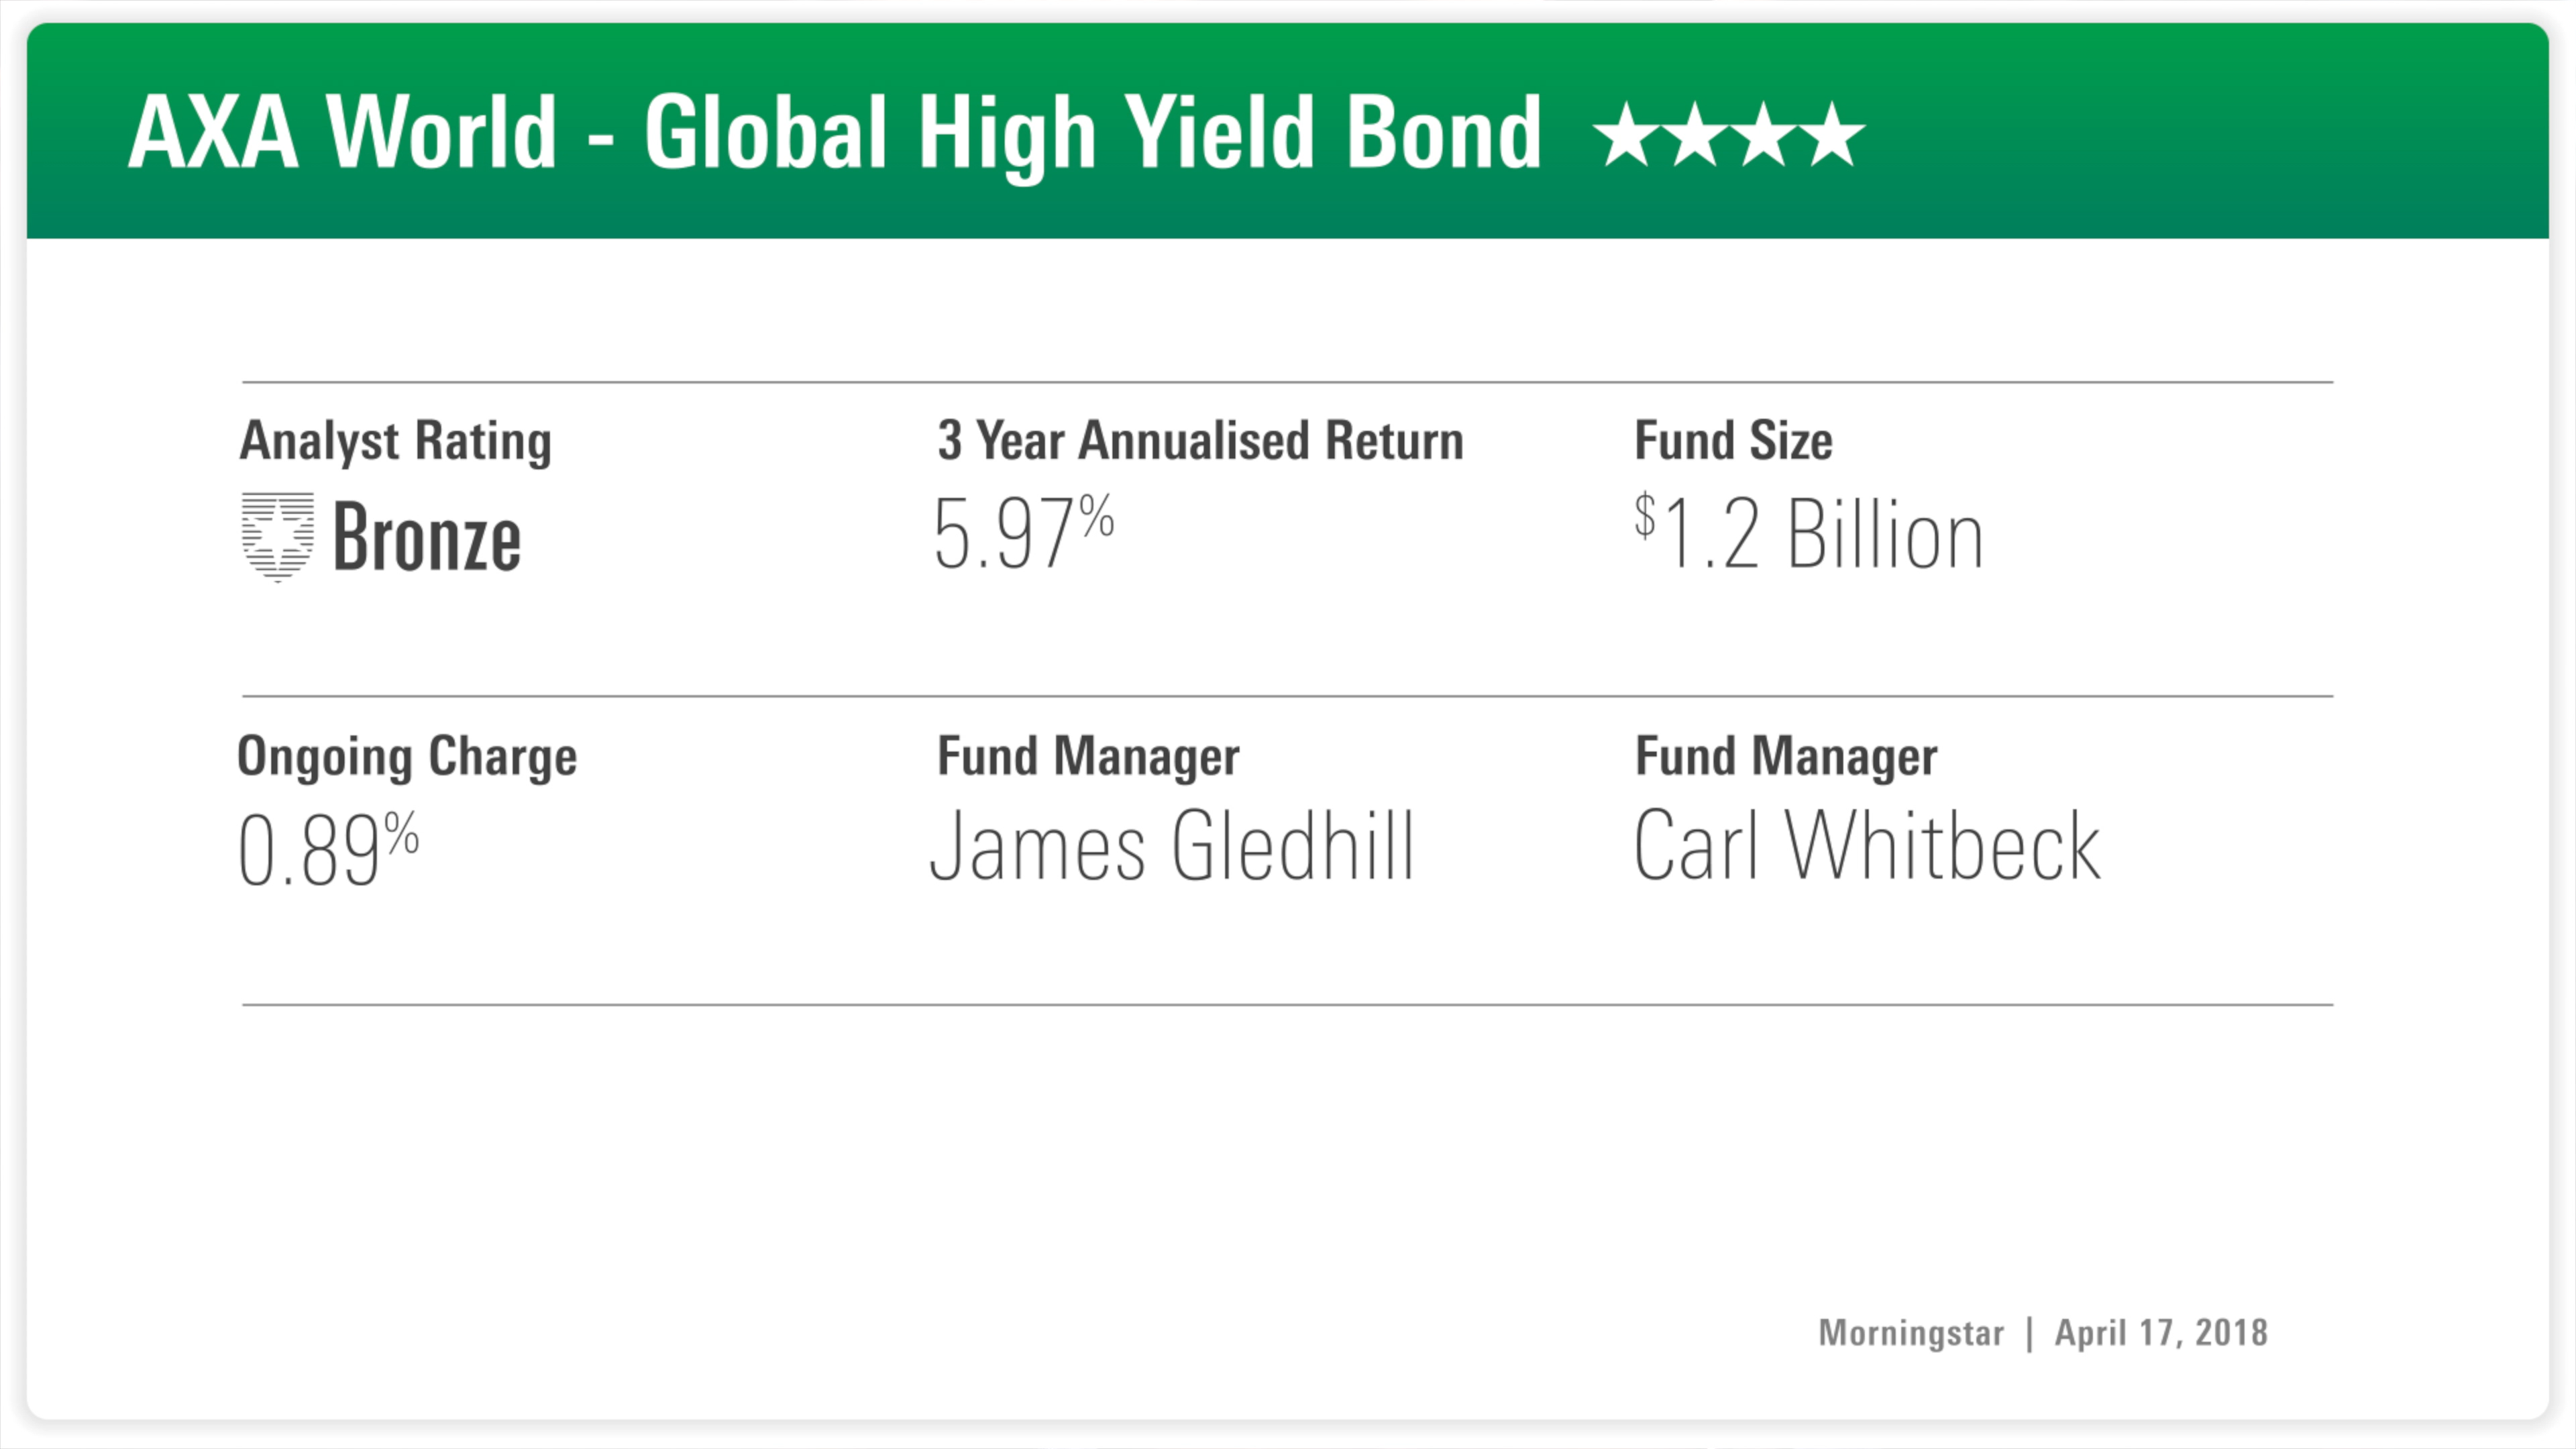 AXA World - Global High Yield Bond ★★★★
Analyst Rating
Bronze
3 Year Annualised Return
5.97%
Fund Size
$1.2 Billion
Ongoing Charge
0.89%
Fund Manager
James Gledhill
Fund Manager
Carl Whitbeck
Morningstar | April 17, 2018